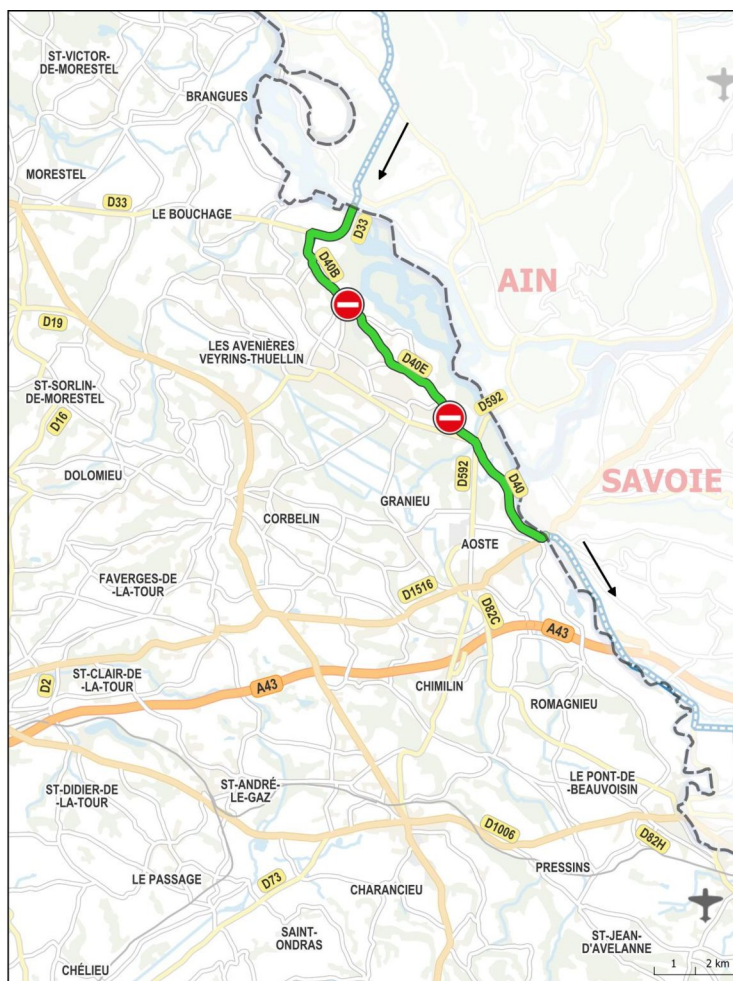 ST-VICTOR-
DE-MORESTEL
BRANGUES
MORESTEL
D33
LE BOUCHAGE
D33
D40B
AIN
D19
LES AVENIÈRES
VEYRINS-THUELLIN
D40E
ST-SORLIN-
DE-MORESTEL
D592
D16
D592
D40
SAVOIE
DOLOMIEU
GRANIEU
CORBELIN
AOSTE
FAVERGES-DE-
-LA-TOUR
D1516
D82C
A43
ST-CLAIR-DE-
-LA-TOUR
D2
A43
CHIMILIN
ROMAGNIEU
ST-DIDIER-DE-
-LA-TOUR
ST-ANDRÉ-
LE-GAZ
LE PONT-DE-
-BEAUVOISIN
D1006
D82H
PRESSINS
LE PASSAGE
D73
CHARANCIEU
SAINT-
ONDRAS
ST-JEAN-
D'AVELANNE
CHÉLIEU
1 2 km